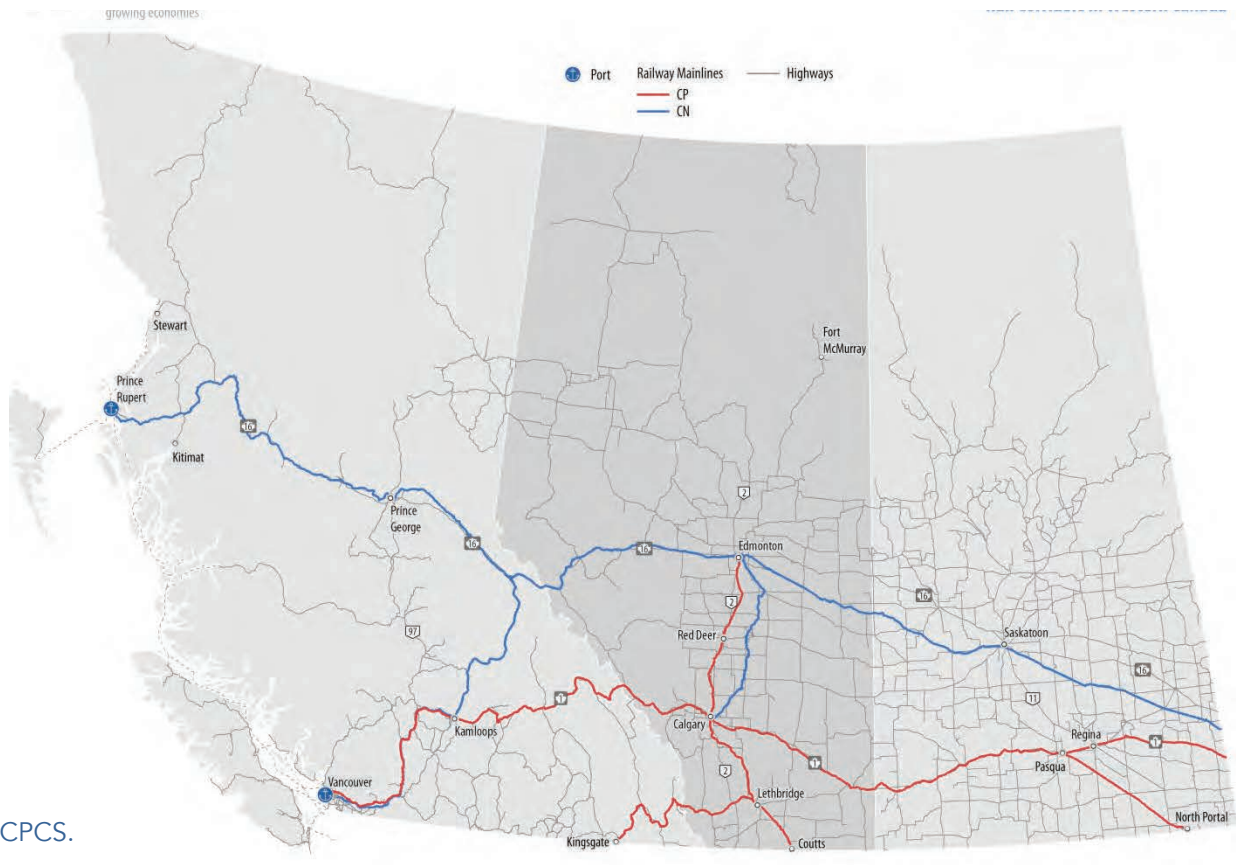 growing economies
Port
Railway Mainlines
Highways
CP
CN
Stewart
Fort
McMurray
Prince
Rupert
16
Kitimat
2
Prince
George
16
16
Edmonton
2
16
97
Red Deer
Saskatoon
16
11
1
Calgary
Kamloops
Regina
1
Pasqua
1
2
Vancouver
Lethbridge
North Portal
Kingsgate
Coutts
CPCS.